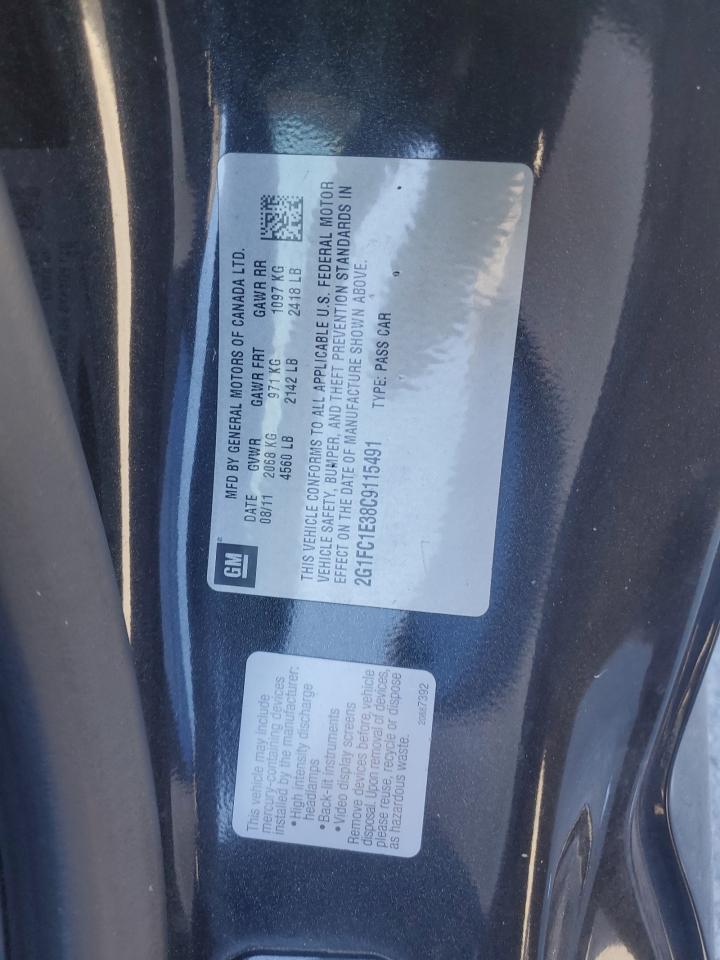 GM
MFD BY GENERAL MOTORS OF CANADA LTD.
DATE GVWR GAWR FRT GAWR RR
08/11 2068 KG 971 KG 1097 KG
4560 LB 2142 LB 2418 LB
THIS VEHICLE CONFORMS TO ALL APPLICABLE U.S. FEDERAL MOTOR
VEHICLE SAFETY, BUMPER, AND THEFT PREVENTION STANDARDS IN
EFFECT ON THE DATE OF MANUFACTURE SHOWN ABOVE.
2G1FC1E38C9115491 TYPE: PASS CAR
This vehicle may include
mercury-containing devices
installed by the manufacturer:
• High intensity discharge
headlamps
• Back-lit instruments
• Video display screens
Remove devices before vehicle
disposal. Upon removal of devices,
please reuse, recycle or dispose
as hazardous waste.
20887392